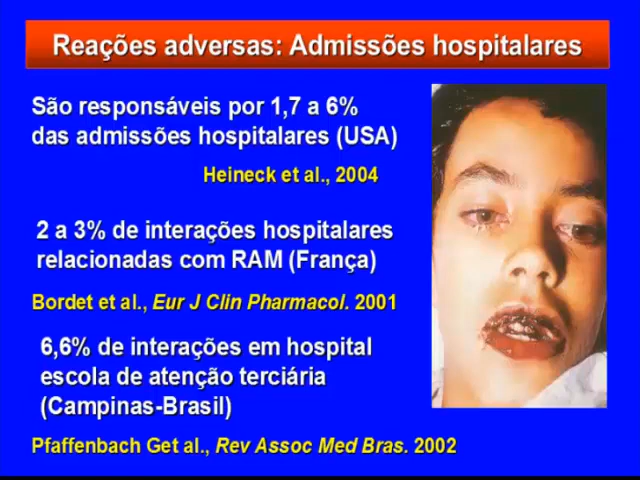 Reações adversas: Admissões hospitalares
São responsáveis por 1,7 a 6%
das admissões hospitalares (USA)
Heineck et al., 2004
2 a 3% de interações hospitalares
relacionadas com RAM (França)
Bordet et al., Eur J Clin Pharmacol. 2001
6,6% de interações em hospital
escola de atenção terciária
(Campinas-Brasil)
Pfaffenbach Get al., Rev Assoc Med Bras. 2002